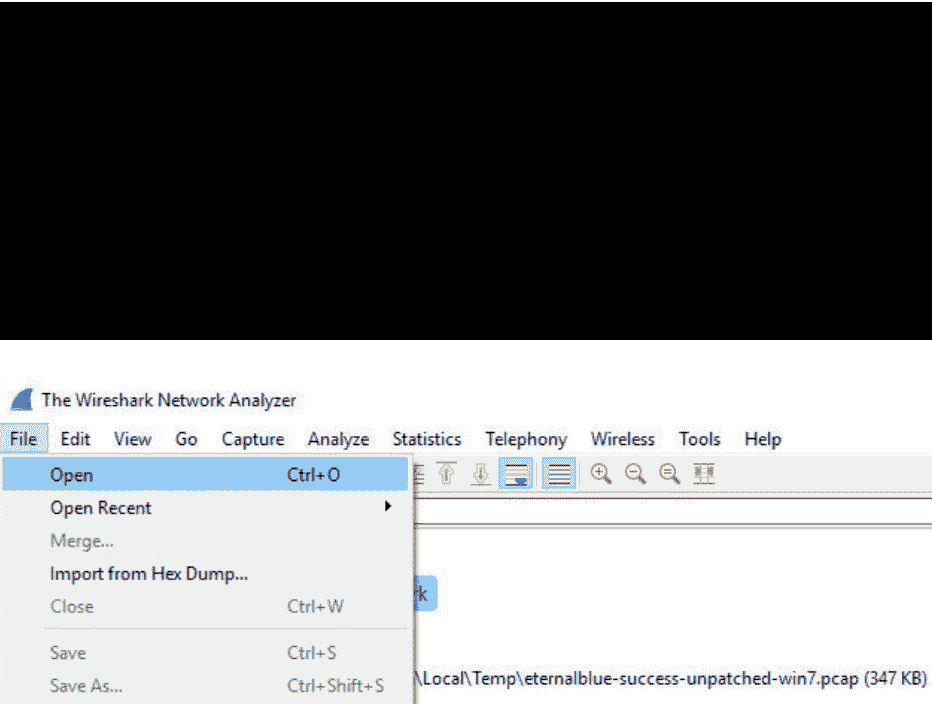 The Wireshark Network Analyzer
File Edit View Go Capture Analyze Statistics Telephony Wireless Tools Help
Open Ctrl+O
Open Recent
Merge...
Import from Hex Dump...
Close Ctrl+W
Save Ctrl+S
Save As... Ctrl+Shift+S
\Local\Temp\eternalblue-success-unpatched-win7.pcap (347 KB)